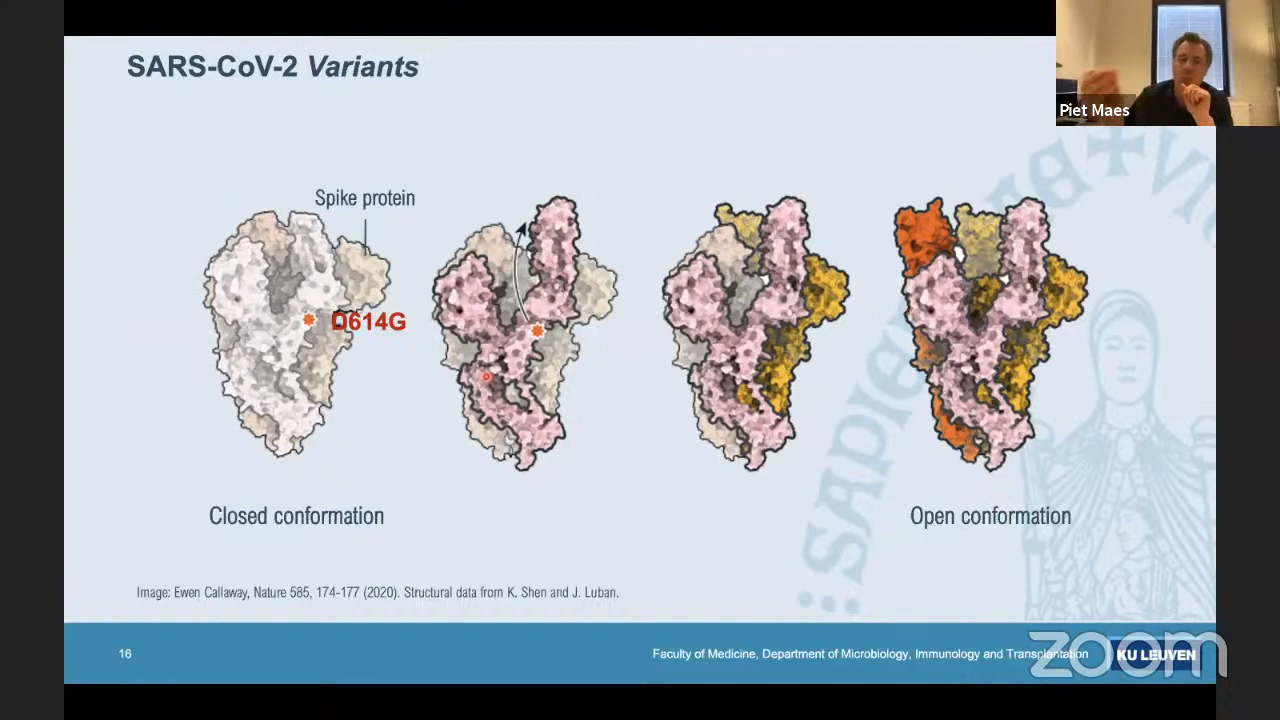 SARS-CoV-2 Variants
Piet Maes
Spike protein
D614G
Closed conformation
Open conformation
Image: Ewen Callaway, Nature 585, 174-177 (2020). Structural data from K. Shen and J. Luban.
16
Faculty of Medicine, Department of Microbiology, Immunology and Transplantation
KU LEUVEN
zoom